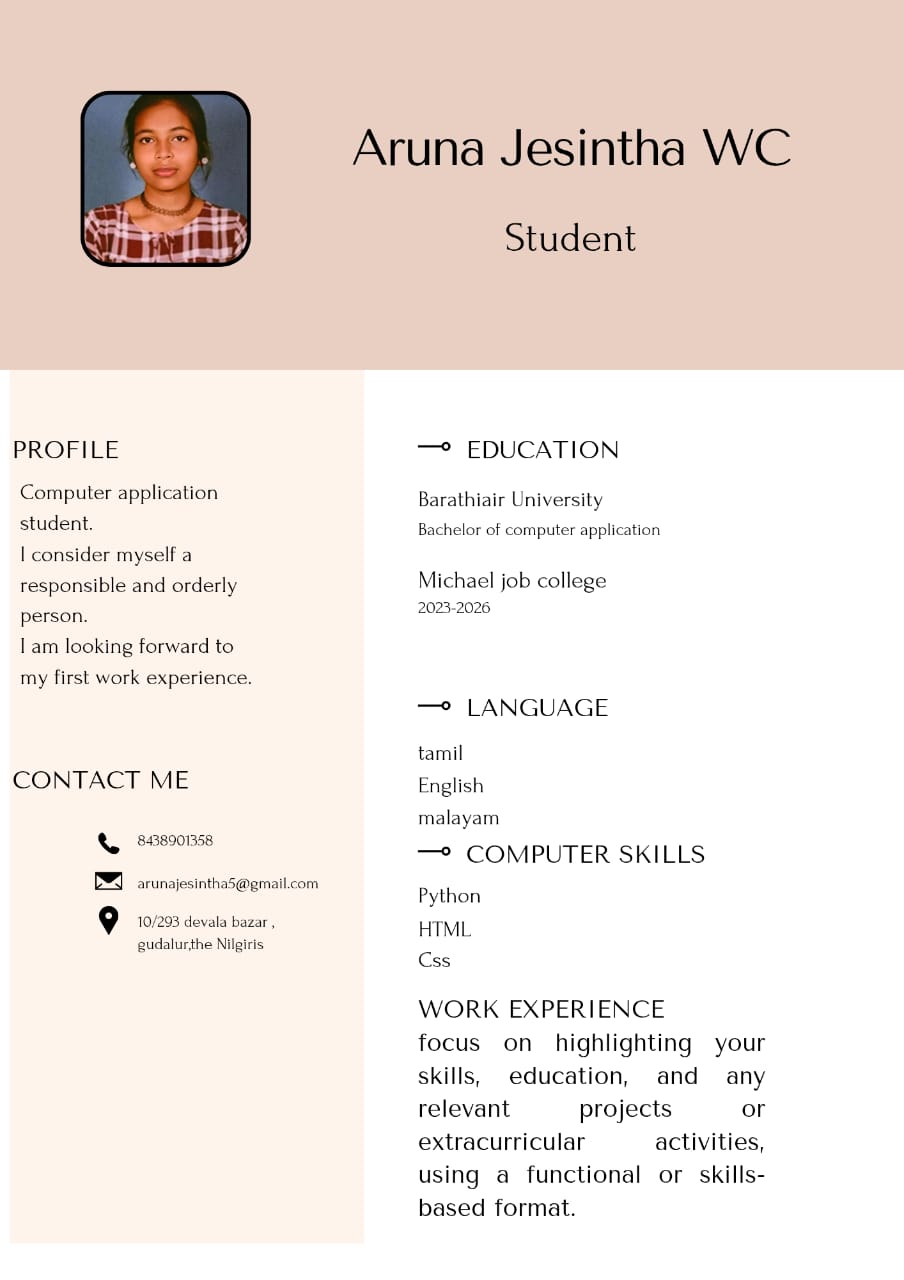 Aruna Jesintha WC
Student
PROFILE
Computer application
student.
I consider myself a
responsible and orderly
person.
I am looking forward to
my first work experience.
CONTACT ME
8438901358
arunajesintha5@gmail.com
10/293 devala bazar ,
gudalur,the Nilgiris
EDUCATION
Barathiair University
Bachelor of computer application
Michael job college
2023-2026
LANGUAGE
tamil
English
malayam
COMPUTER SKILLS
Python
HTML
Css
WORK EXPERIENCE
focus on highlighting your
skills, education, and any
relevant projects or
extracurricular activities,
using a functional or skills-
based format.